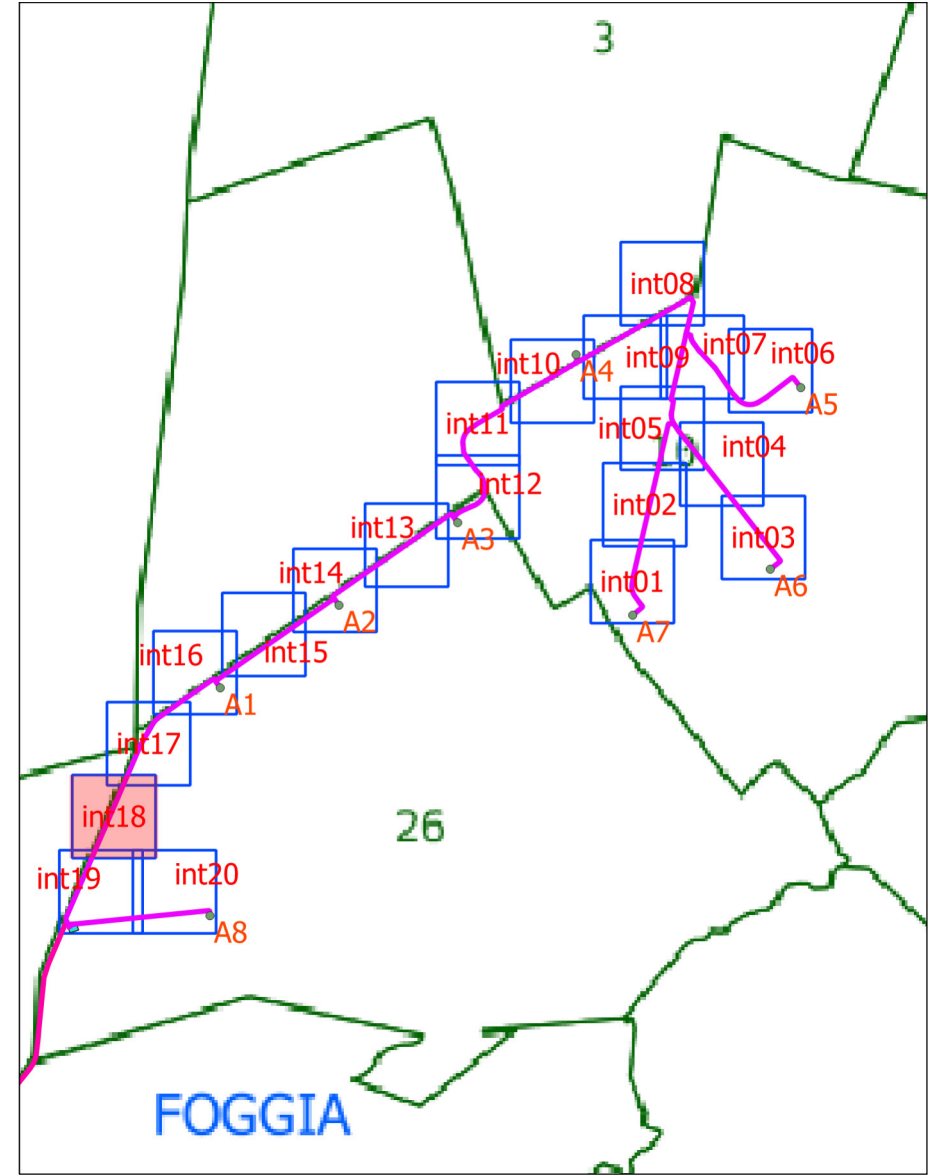 3
int08
int07
int09
int06
int10
A4
A5
int11
int05
int04
int12
int02
int13
A3
int03
int14
int01
A6
A2
A7
int15
int16
A1
int17
int18
26
int19
int20
A8
FOGGIA